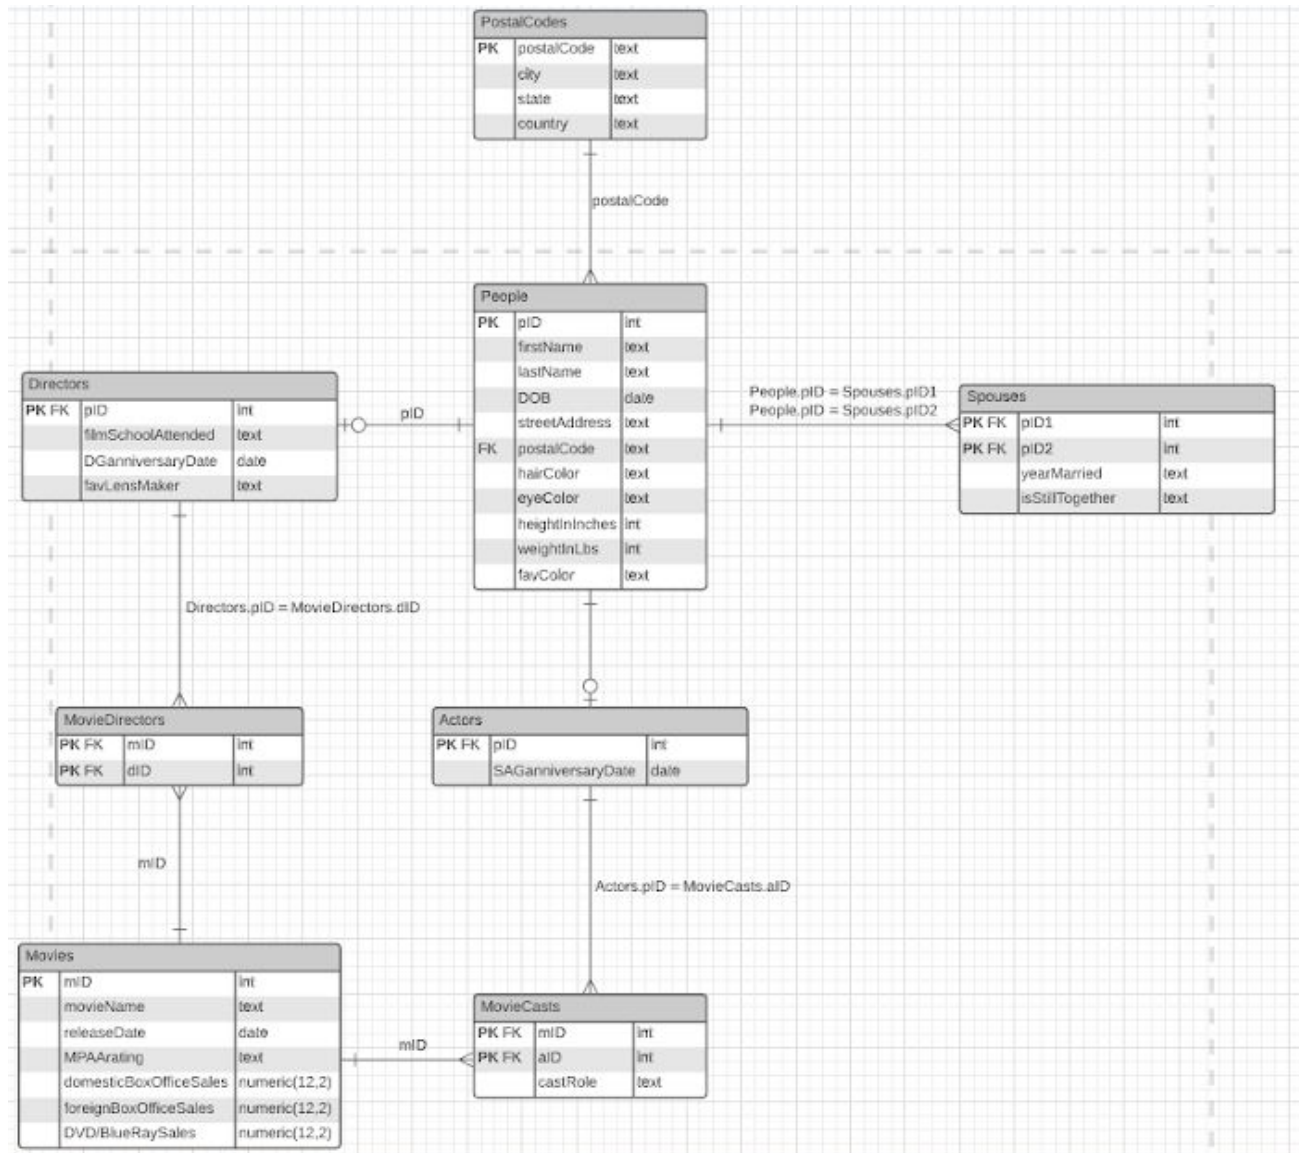 PostalCodes
PK postalCode text
city text
state text
country text
postalCode
People
PK pID int
firstName text
lastName text
DOB date
streetAddress text
FK postalCode text
hairColor text
eyeColor text
heightInInches int
weightInLbs int
favColor text
Directors
PK FK pID int
filmSchoolAttended text
DGanniversaryDate date
favLensMaker text
pID
People.pID = Spouses.pID1
People.pID = Spouses.pID2
Spouses
PK FK pID1 int
PK FK pID2 int
yearMarried text
isStillTogether text
Directors.pID = MovieDirectors.dID
MovieDirectors
PK FK mID int
PK FK dID int
Actors
PK FK pID int
SAGanniversaryDate date
mID
Actors.pID = MovieCasts.aID
Movies
PK mID int
movieName text
releaseDate date
MPAArating text
domesticBoxOfficeSales numeric(12,2)
foreignBoxOfficeSales numeric(12,2)
DVD/BlueRaySales numeric(12,2)
mID
MovieCasts
PK FK mID int
PK FK aID int
castRole text